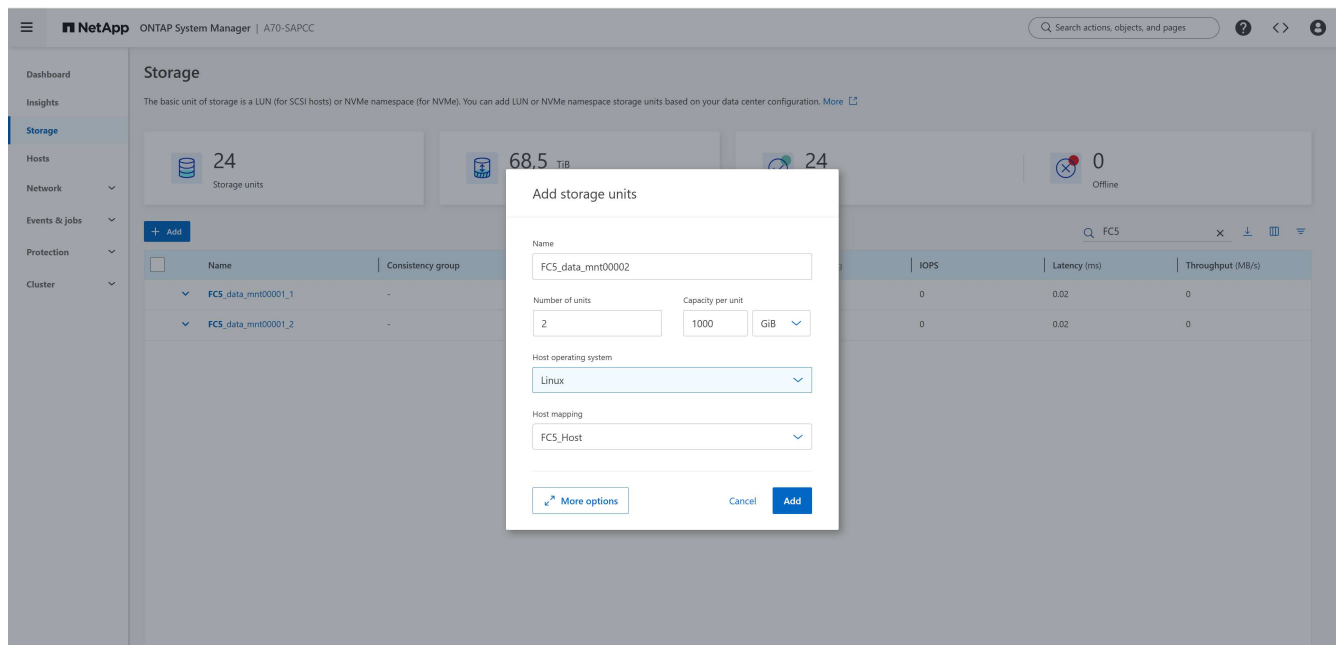 NetApp ONTAP System Manager | A70-SAPCC
Search actions, objects, and pages
Dashboard
Insights
Storage
Hosts
Network
Events & jobs
Protection
Cluster
Storage
The basic unit of storage is a LUN (for SCSI hosts) or NVMe namespace (for NVMe). You can add LUN or NVMe namespace storage units based on your data center configuration. More
24
Storage units
68,5 TiB
24
0
Offline
+ Add
FC5
Name Consistency group IOPS Latency (ms) Throughput (MB/s)
FC5_data_mnt00001_1 - 0 0.02 0
FC5_data_mnt00001_2 - 0 0.02 0
Add storage units
Name
FC5_data_mnt00002
Number of units Capacity per unit
2 1000 GiB
Host operating system
Linux
Host mapping
FC5_Host
More options Cancel Add